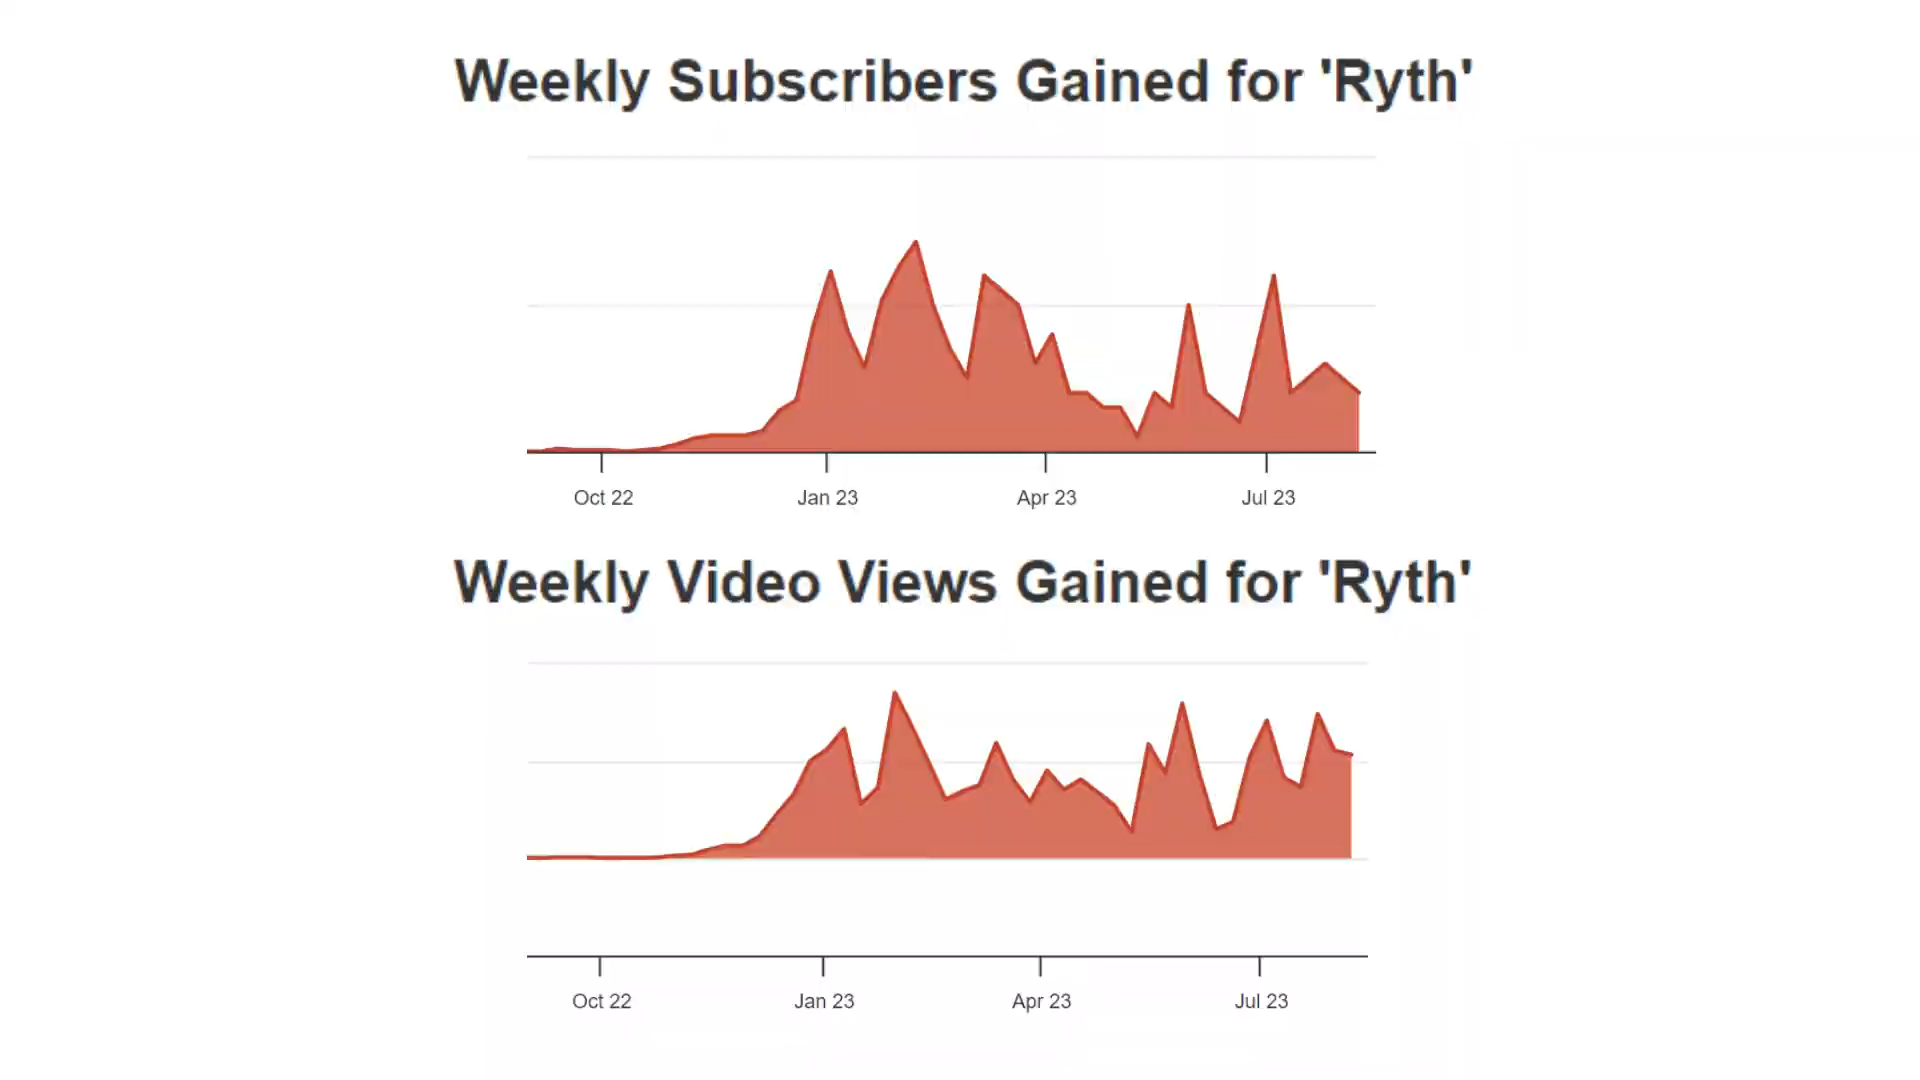 Weekly Subscribers Gained for 'Ryth'
Oct 22 Jan 23 Apr 23 Jul 23
Weekly Video Views Gained for 'Ryth'
Oct 22 Jan 23 Apr 23 Jul 23